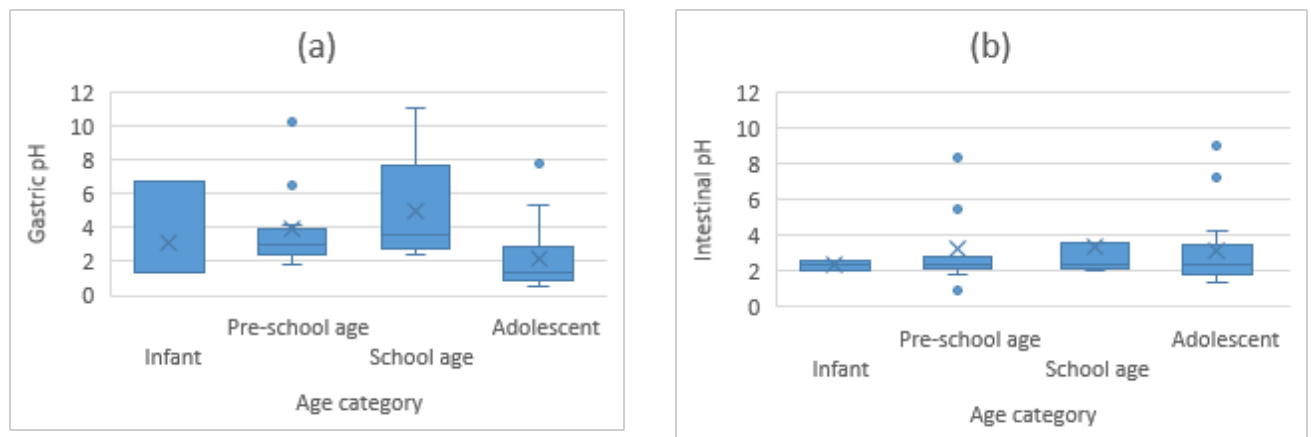 (a)
Gastric pH
12
10
8
6
4
2
0
Pre-school age
Adolescent
Infant
School age
Age category
(b)
Intestinal pH
12
10
8
6
4
2
0
Pre-school age
Adolescent
Infant
School age
Age category